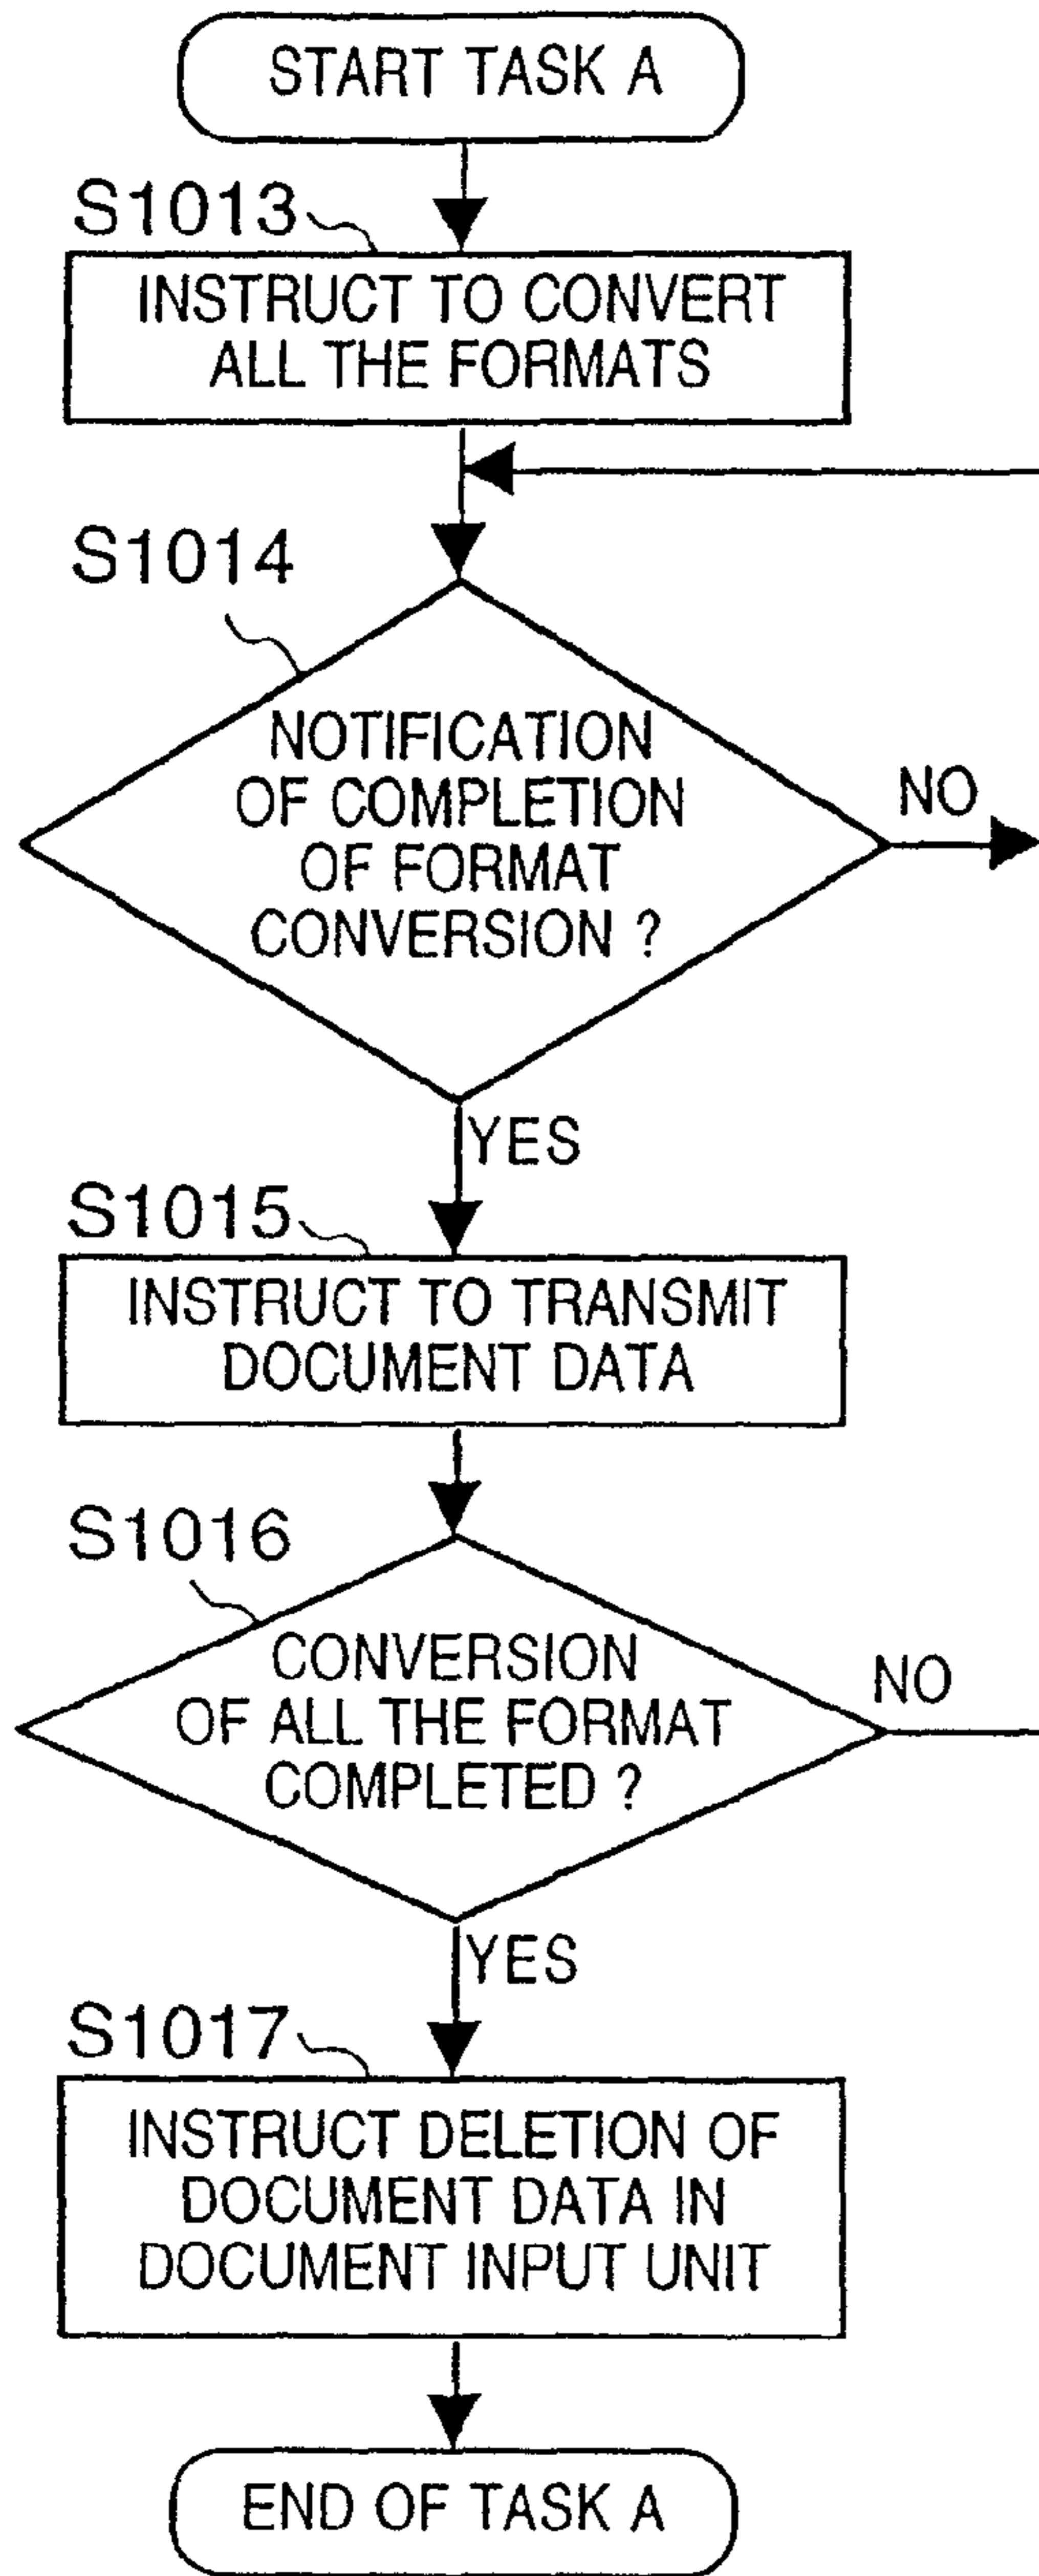 START TASK A
S1013
INSTRUCT TO CONVERT
ALL THE FORMATS
S1014
NOTIFICATION
OF COMPLETION
OF FORMAT
CONVERSION ?
NO
YES
S1015
INSTRUCT TO TRANSMIT
DOCUMENT DATA
S1016
CONVERSION
OF ALL THE FORMAT
COMPLETED ?
NO
YES
S1017
INSTRUCT DELETION OF
DOCUMENT DATA IN
DOCUMENT INPUT UNIT
END OF TASK A